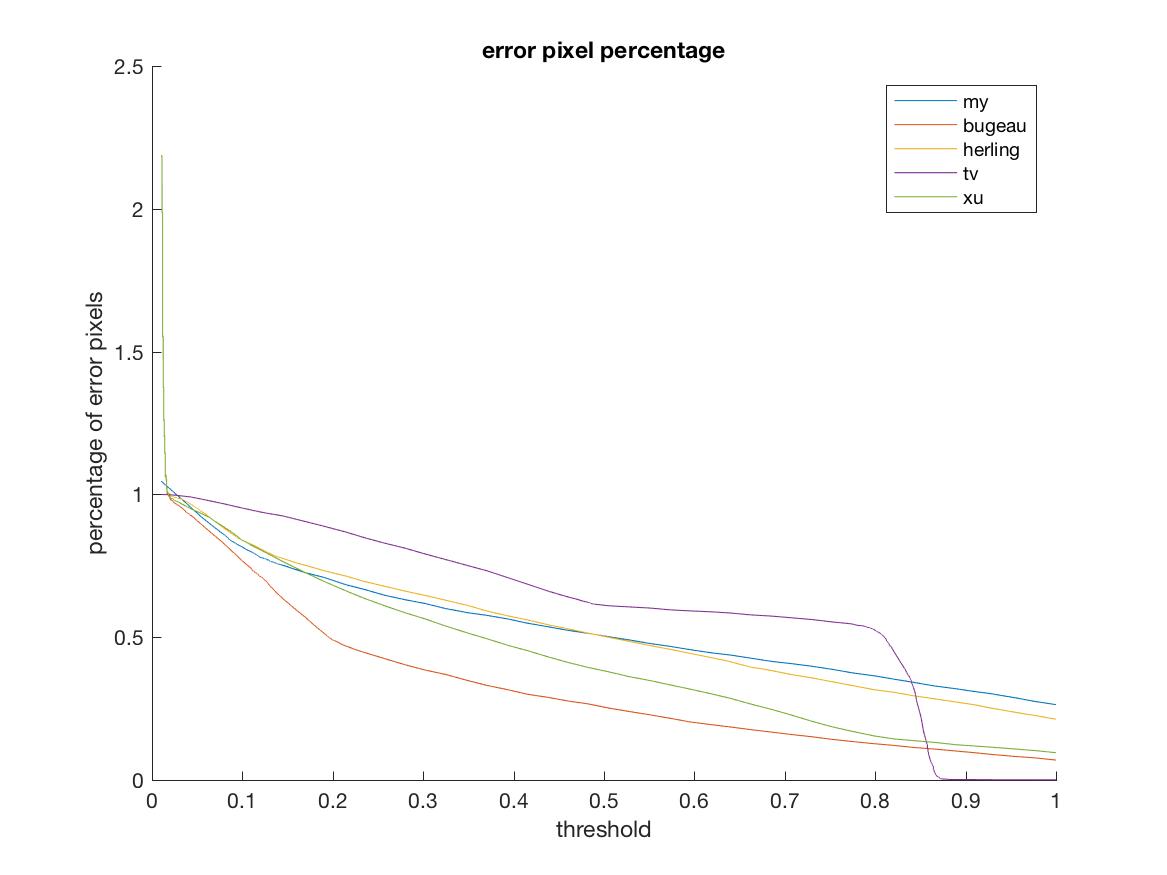 error pixel percentage
2.5
2
1.5
1
0.5
0
percentage of error pixels
my
bugeau
herling
tv
xu
0 0.1 0.2 0.3 0.4 0.5 0.6 0.7 0.8 0.9 1
threshold